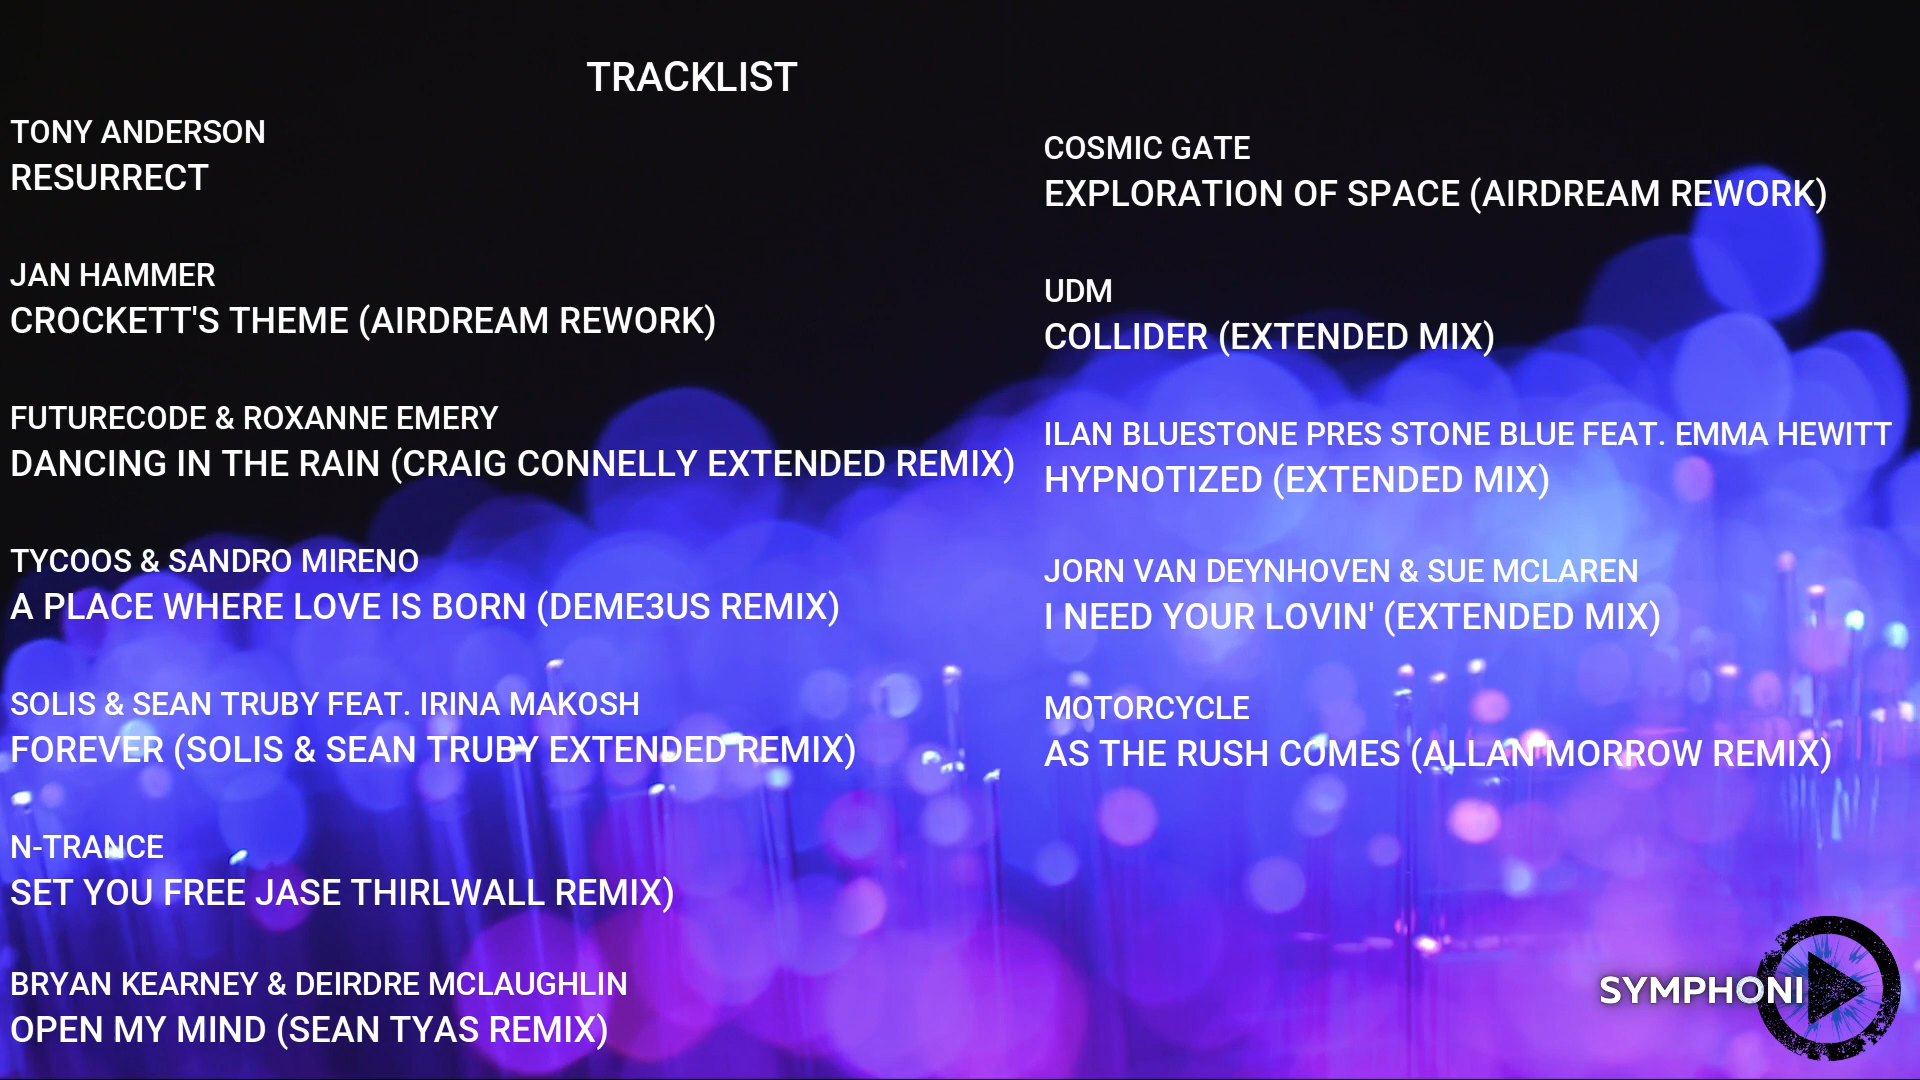 TRACKLIST
TONY ANDERSON
RESURRECT
JAN HAMMER
CROCKETT'S THEME (AIRDREAM REWORK)
FUTURECODE & ROXANNE EMERY
DANCING IN THE RAIN (CRAIG CONNELLY EXTENDED REMIX)
TYCOOS & SANDRO MIRENO
A PLACE WHERE LOVE IS BORN (DEME3US REMIX)
SOLIS & SEAN TRUBY FEAT. IRINA MAKOSH
FOREVER (SOLIS & SEAN TRUBY EXTENDED REMIX)
N-TRANCE
SET YOU FREE JASE THIRLWALL REMIX)
BRYAN KEARNEY & DEIRDRE MCLAUGHLIN
OPEN MY MIND (SEAN TYAS REMIX)
COSMIC GATE
EXPLORATION OF SPACE (AIRDREAM REWORK)
UDM
COLLIDER (EXTENDED MIX)
ILAN BLUESTONE PRES STONE BLUE FEAT. EMMA HEWITT
HYPNOTIZED (EXTENDED MIX)
JORN VAN DEYNHOVEN & SUE MCLAREN
I NEED YOUR LOVIN' (EXTENDED MIX)
MOTORCYCLE
AS THE RUSH COMES (ALLAN MORROW REMIX)
SYMPHONI